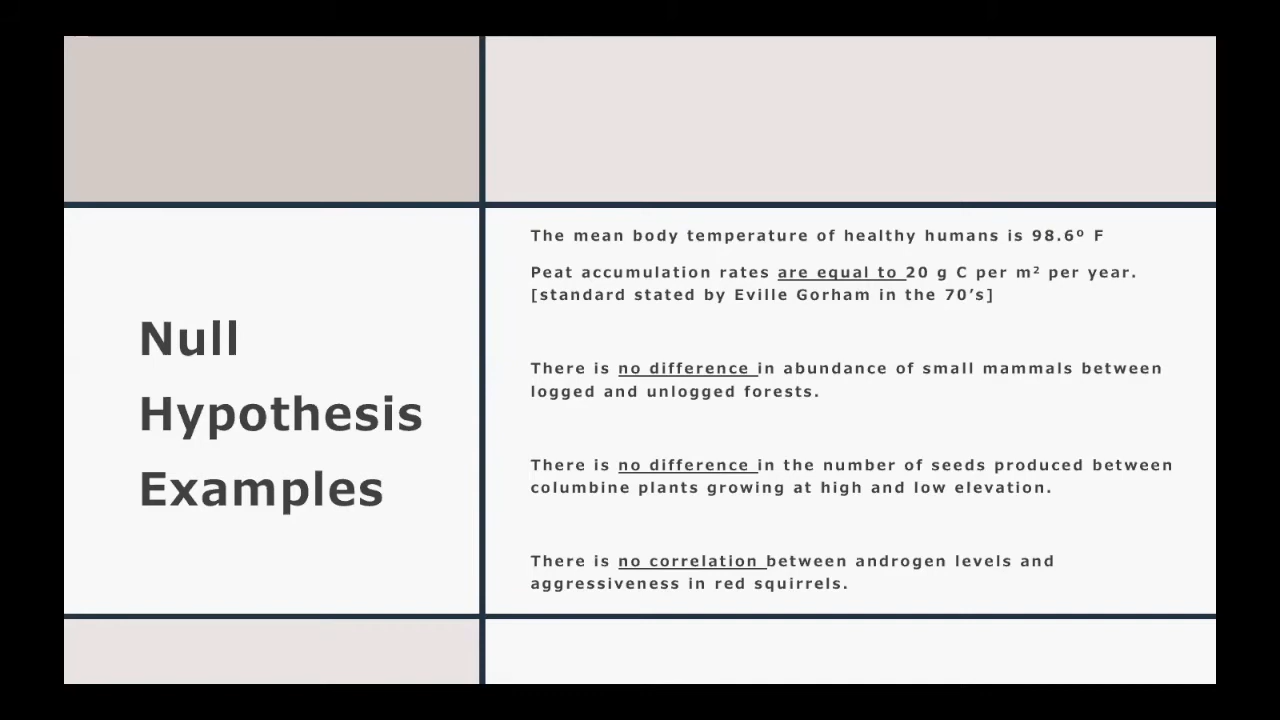 Null
Hypothesis
Examples
The mean body temperature of healthy humans is 98.6º F
Peat accumulation rates are equal to 20 g C per m² per year.
[standard stated by Eville Gorham in the 70’s]
There is no difference in abundance of small mammals between
logged and unlogged forests.
There is no difference in the number of seeds produced between
columbine plants growing at high and low elevation.
There is no correlation between androgen levels and
aggressiveness in red squirrels.